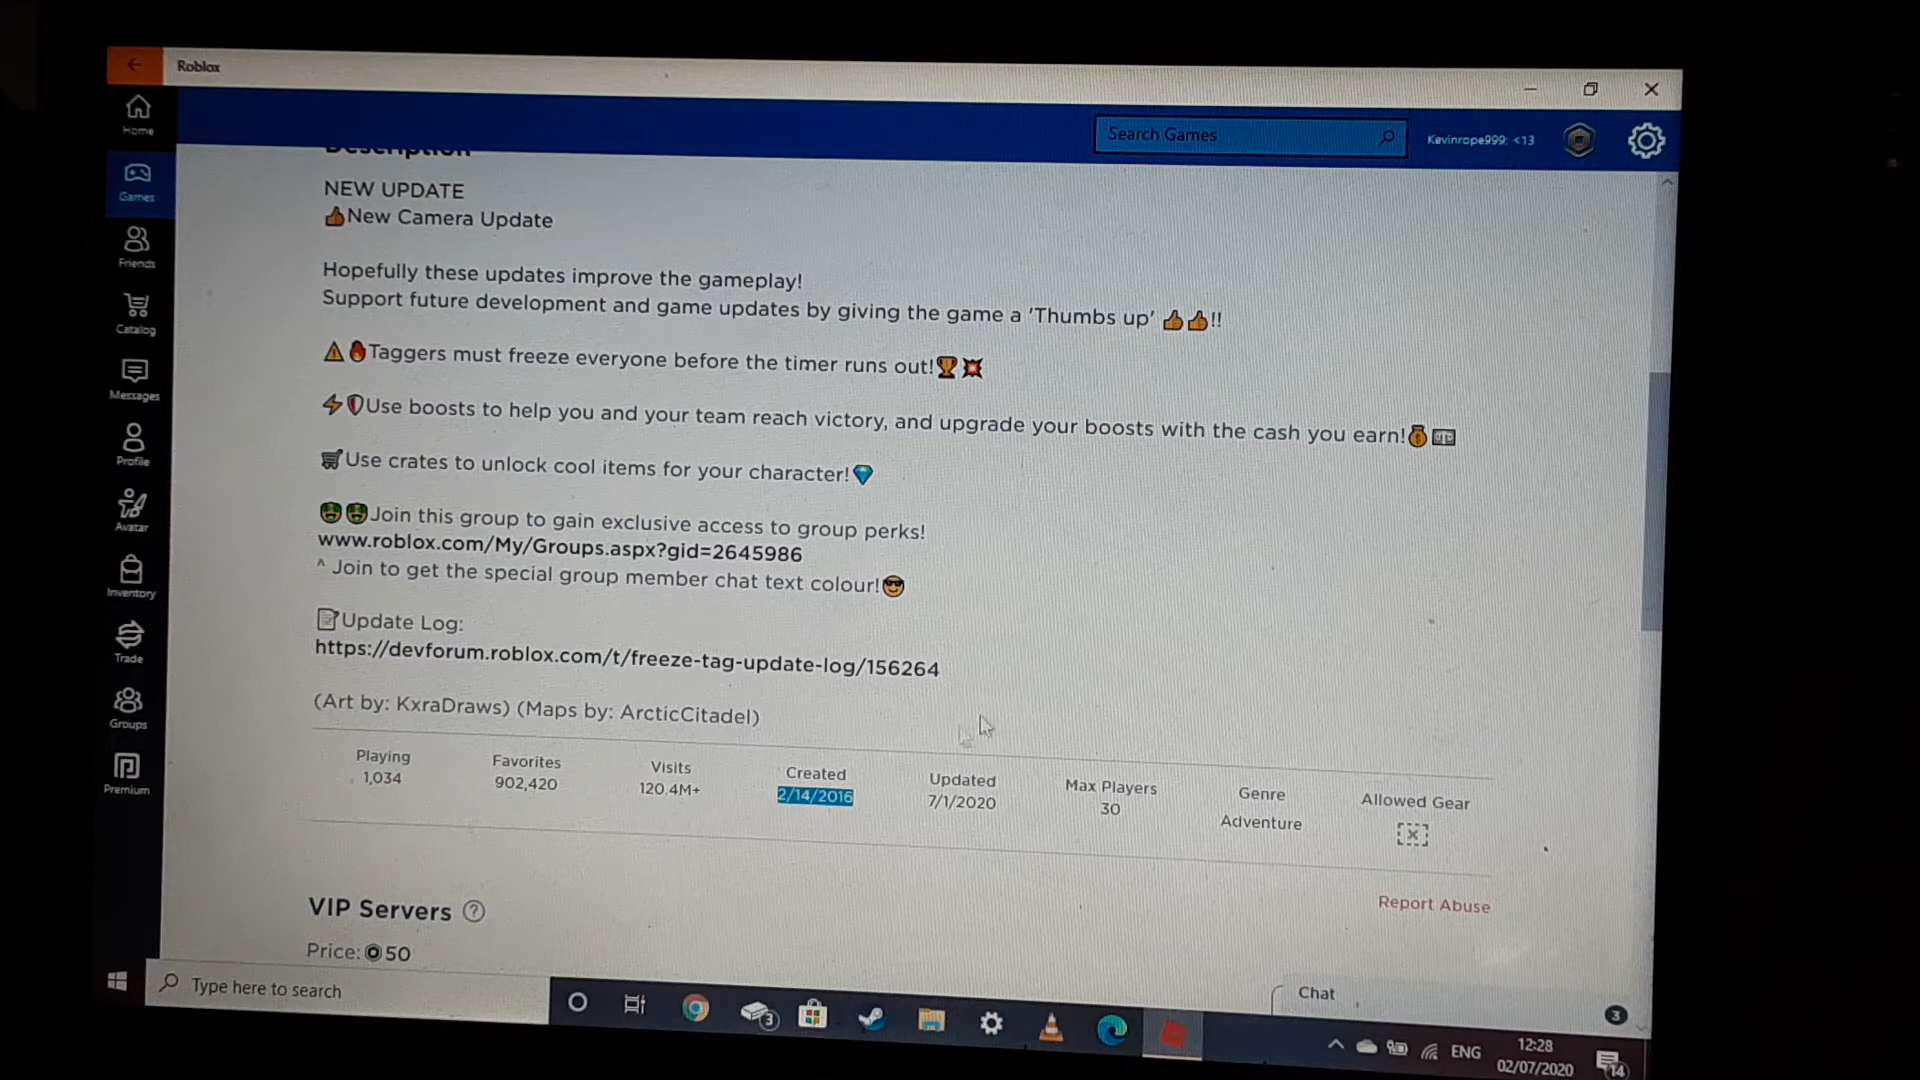 Roblox
Search Games
Kevinrope999: <13
Home
Games
Friends
Catalog
Messages
Profile
Avatar
Inventory
Trade
Groups
Premium
Description
NEW UPDATE
👍New Camera Update
Hopefully these updates improve the gameplay!
Support future development and game updates by giving the game a 'Thumbs up' 👍👍!!
⚠🔥Taggers must freeze everyone before the timer runs out!🏆💥
⚡🛡Use boosts to help you and your team reach victory, and upgrade your boosts with the cash you earn!💰💵
🛒Use crates to unlock cool items for your character!💎
🤑🤑Join this group to gain exclusive access to group perks!
www.roblox.com/My/Groups.aspx?gid=2645986
^ Join to get the special group member chat text colour!😎
📝Update Log:
https://devforum.roblox.com/t/freeze-tag-update-log/156264
(Art by: KxraDraws) (Maps by: ArcticCitadel)
Playing Favorites Visits Created Updated Max Players Genre Allowed Gear
1,034 902,420 120.4M+ 2/14/2016 7/1/2020 30 Adventure
Report Abuse
VIP Servers
Price: 50
Chat
3
Type here to search
3
ENG
12:28
02/07/2020
14